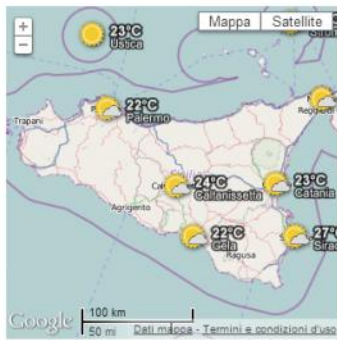 +
−
23°C
Ustica
Mappa
Satellite
Trapani
22°C
Palermo
24°C
Caltanissetta
23°C
Catania
Agrigento
22°C
Gela
27°
Sirac
Ragusa
100 km
50 mi
Google
Dati mappa - Termini e condizioni d'uso